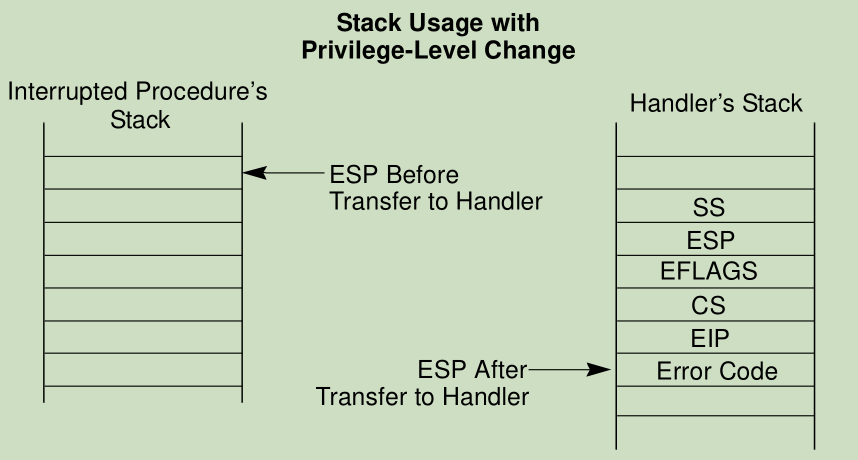 Stack Usage with
Privilege-Level Change
Interrupted Procedure's
Stack
Handler's Stack
ESP Before
Transfer to Handler
SS
ESP
EFLAGS
CS
EIP
Error Code
ESP After
Transfer to Handler